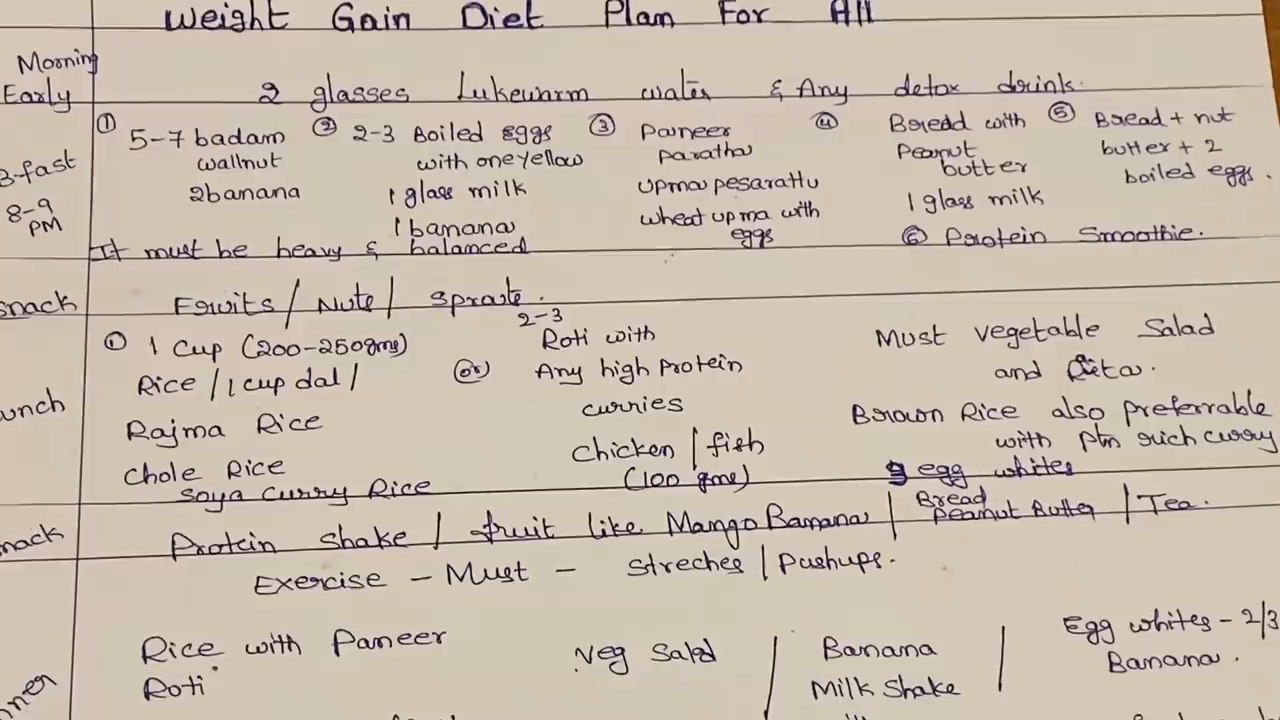 Weight Gain Diet Plan For All
Morning
Early
2 glasses Lukewarm water & Any detox drink.
B-fast
8-9
PM
① 5-7 badam
wallnut
2banana
② 2-3 Boiled eggs
with one yellow
1 glass milk
1 banana
③ Paneer
Paratha
upma pesarattu
wheat upma with
eggs
④ Bread with
Peanut
butter
1 glass milk
⑤ Bread + nut
butter + 2
boiled eggs.
⑥ Protein Smoothie.
It must be heavy & balanced
snack
Fruits / Nuts / Sprouts.
unch
① 1 Cup (200-250gms)
Rice / 1 cup dal /
Rajma Rice
Chole Rice
Soya Curry Rice
(or)
2-3
Roti with
Any high Protein
curries
Chicken / fish
(100 gms)
Must vegetable Salad
and Raita.
Brown Rice also preferrable
with ptn rich curry
egg whites
nack
Protein Shake / fruit like Mango Banana / Bread Peanut Butter / Tea.
Exercise - Must - Streches / Pushups.
nner
Rice with Paneer
Roti
Veg Salad /
Banana
Milk Shake /
Egg whites - 2/3
Banana.